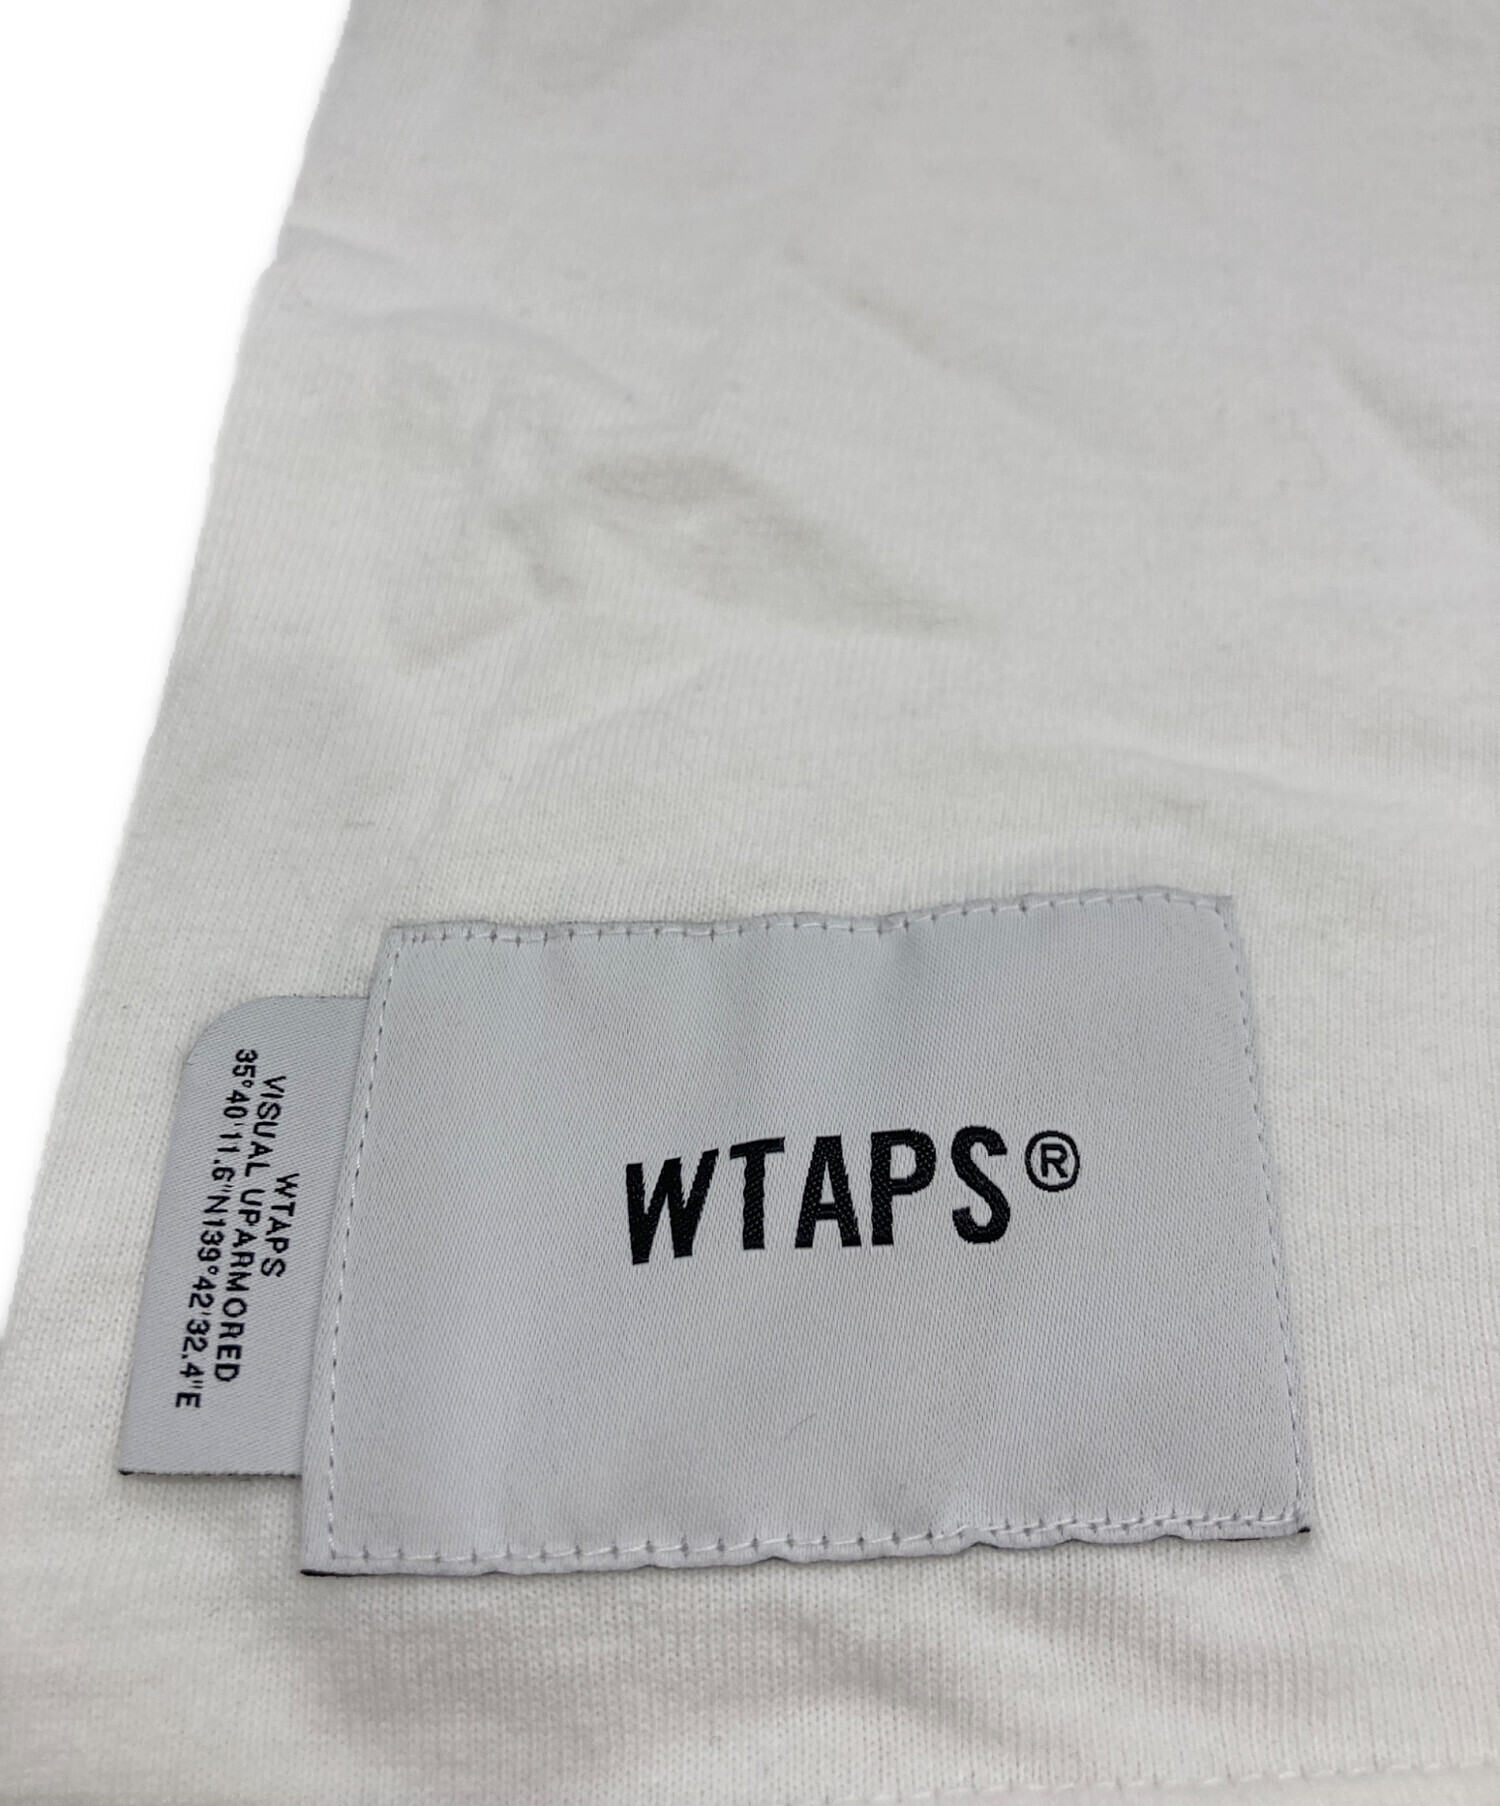 WTAPS
VISUAL UPARMORED
35°40'11.6"N139°42'32.4"E
WTAPS®